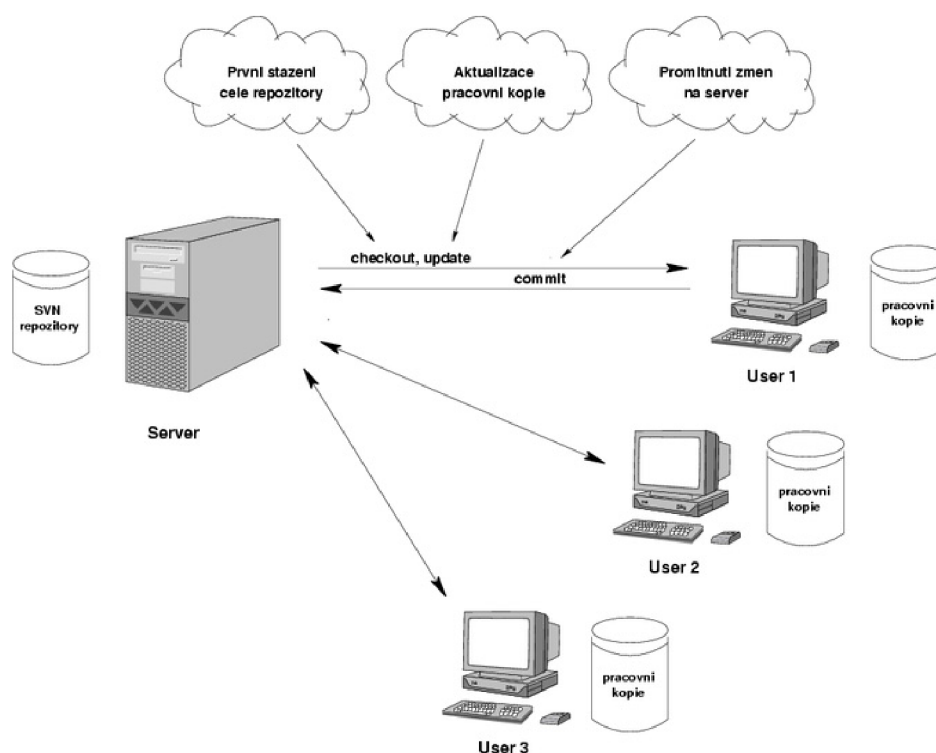 Prvni stazeni
cele repozitory
Aktualizace
pracovni kopie
Promitnuti zmen
na server
checkout, update
commit
SVN
repozitory
Server
User 1
pracovni
kopie
User 2
pracovni
kopie
User 3
pracovni
kopie